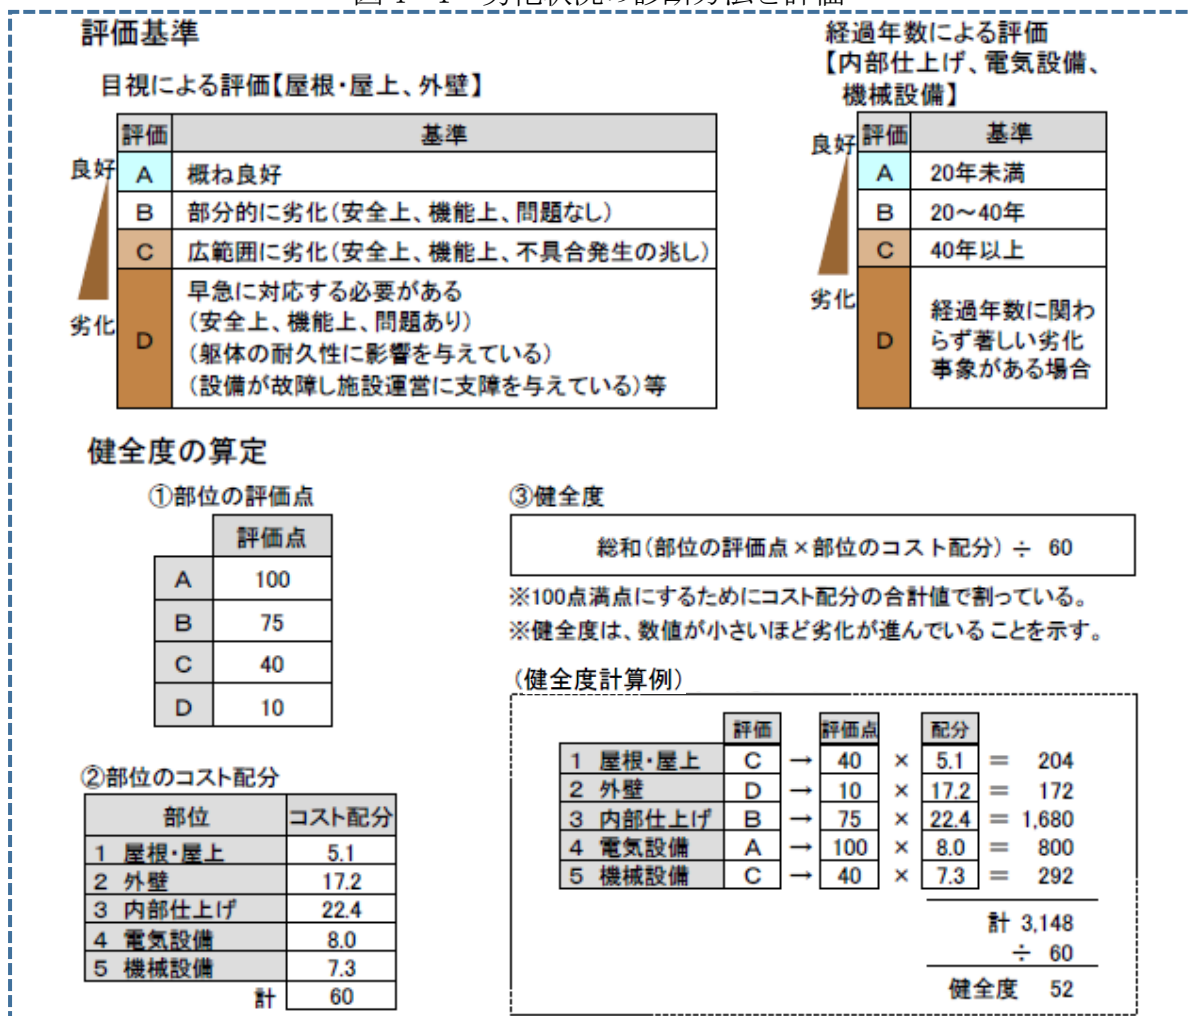 評価基準
目視による評価【屋根・屋上、外壁】
評価 基準
良好
A 概ね良好
B 部分的に劣化(安全上、機能上、問題なし)
C 広範囲に劣化(安全上、機能上、不具合発生の兆し)
劣化
D 早急に対応する必要がある
(安全上、機能上、問題あり)
(躯体の耐久性に影響を与えている)
(設備が故障し施設運営に支障を与えている)等
経過年数による評価
【内部仕上げ、電気設備、
機械設備】
良好
評価 基準
A 20年未満
B 20~40年
C 40年以上
劣化
D 経過年数に関わ
らず著しい劣化
事象がある場合
健全度の算定
①部位の評価点
評価点
A 100
B 75
C 40
D 10
②部位のコスト配分
部位 コスト配分
1 屋根・屋上 5.1
2 外壁 17.2
3 内部仕上げ 22.4
4 電気設備 8.0
5 機械設備 7.3
計 60
③健全度
総和(部位の評価点×部位のコスト配分)÷ 60
※100点満点にするためにコスト配分の合計値で割っている。
※健全度は、数値が小さいほど劣化が進んでいることを示す。
(健全度計算例)
評価 評価点 配分
1 屋根・屋上 C → 40 × 5.1 = 204
2 外壁 D → 10 × 17.2 = 172
3 内部仕上げ B → 75 × 22.4 = 1,680
4 電気設備 A → 100 × 8.0 = 800
5 機械設備 C → 40 × 7.3 = 292
計 3,148
÷ 60
健全度 52